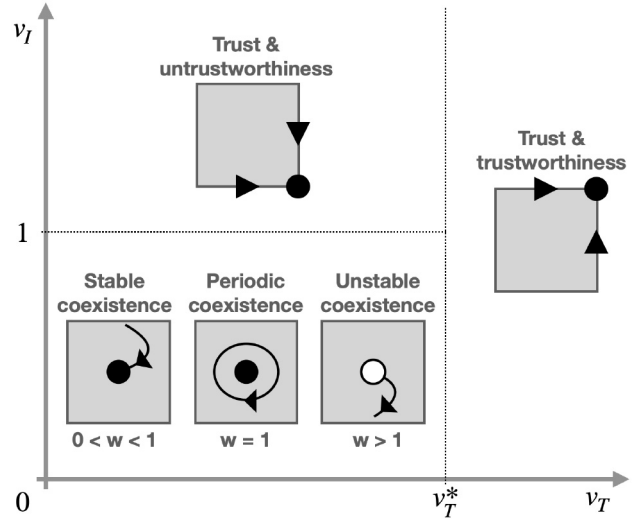 v_I
Trust &
untrustworthiness
Trust &
trustworthiness
1
Stable
coexistence
Periodic
coexistence
Unstable
coexistence
0 < w < 1
w = 1
w > 1
0
v_T^*
v_T